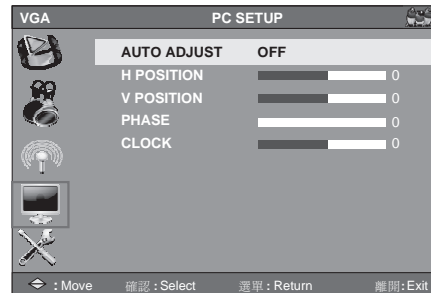 VGA PC SETUP
AUTO ADJUST OFF
H POSITION 0
V POSITION 0
PHASE 0
CLOCK 0
: Move 確認 : Select 選單 : Return 離開 : Exit